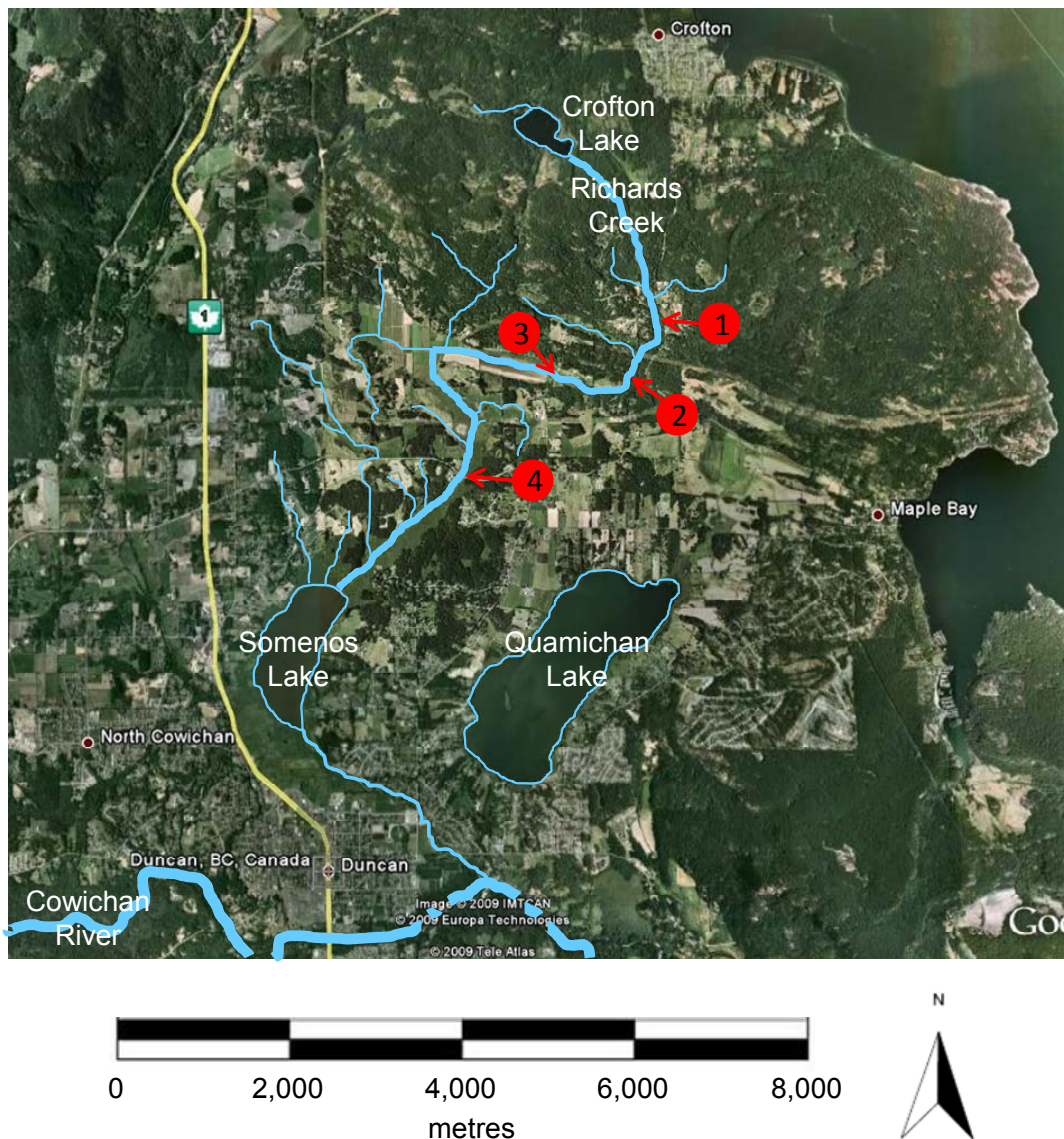 Crofton
Crofton
Lake
Richards
Creek
1
1
3
2
4
Maple Bay
Somenos
Lake
Quamichan
Lake
North Cowichan
Duncan, BC, Canada
Duncan
Cowichan
River
Image © 2009 IMTCAN
© 2009 Europa Technologies
© 2009 Tele Atlas
Goo
N
0
2,000
4,000
6,000
8,000
metres